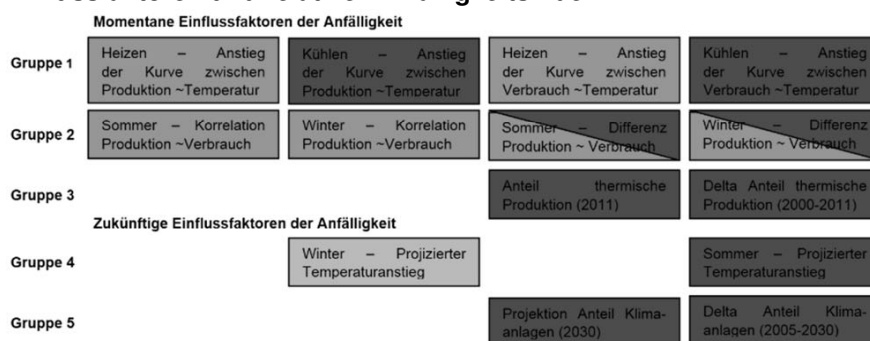 Momentane Einflussfaktoren der Anfälligkeit
Gruppe 1
Heizen – Anstieg
der Kurve zwischen
Produktion ~Temperatur
Kühlen – Anstieg
der Kurve zwischen
Produktion ~Temperatur
Heizen – Anstieg
der Kurve zwischen
Verbrauch ~Temperatur
Kühlen – Anstieg
der Kurve zwischen
Verbrauch ~Temperatur
Gruppe 2
Sommer – Korrelation
Produktion ~Verbrauch
Winter – Korrelation
Produktion ~Verbrauch
Sommer – Differenz
Produktion ~ Verbrauch
Winter – Differenz
Produktion ~ Verbrauch
Gruppe 3
Anteil thermische
Produktion (2011)
Delta Anteil thermische
Produktion (2000-2011)
Zukünftige Einflussfaktoren der Anfälligkeit
Gruppe 4
Winter – Projizierter
Temperaturanstieg
Sommer – Projizierter
Temperaturanstieg
Gruppe 5
Projektion Anteil Klima-
anlagen (2030)
Delta Anteil Klima-
anlagen (2005-2030)